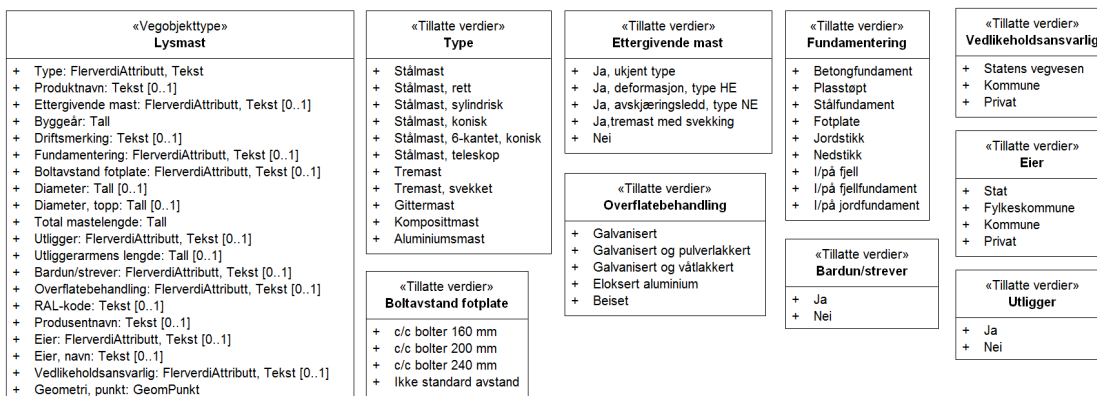 «Vegobjekttype»
Lysmast
+ Type: FlerverdiAttributt, Tekst
+ Produktnavn: Tekst [0..1]
+ Ettergivende mast: FlerverdiAttributt, Tekst [0..1]
+ Byggeår: Tall
+ Driftsmerking: Tekst [0..1]
+ Fundamentering: FlerverdiAttributt, Tekst [0..1]
+ Boltavstand fotplate: FlerverdiAttributt, Tekst [0..1]
+ Diameter: Tall [0..1]
+ Diameter, topp: Tall [0..1]
+ Total mastelengde: Tall
+ Utligger: FlerverdiAttributt, Tekst [0..1]
+ Utliggerarmens lengde: Tall [0..1]
+ Bardun/strever: FlerverdiAttributt, Tekst [0..1]
+ Overflatebehandling: FlerverdiAttributt, Tekst [0..1]
+ RAL-kode: Tekst [0..1]
+ Produsentnavn: Tekst [0..1]
+ Eier: FlerverdiAttributt, Tekst [0..1]
+ Eier, navn: Tekst [0..1]
+ Vedlikeholdsansvarlig: FlerverdiAttributt, Tekst [0..1]
+ Geometri, punkt: GeomPunkt
«Tillatte verdier»
Type
+ Stålmast
+ Stålmast, rett
+ Stålmast, sylindrisk
+ Stålmast, konisk
+ Stålmast, 6-kantet, konisk
+ Stålmast, teleskop
+ Tremast
+ Tremast, svekket
+ Gittermast
+ Komposittmast
+ Aluminiumsmast
«Tillatte verdier»
Boltavstand fotplate
+ c/c bolter 160 mm
+ c/c bolter 200 mm
+ c/c bolter 240 mm
+ Ikke standard avstand
«Tillatte verdier»
Ettergivende mast
+ Ja, ukjent type
+ Ja, deformasjon, type HE
+ Ja, avskjæringsledd, type NE
+ Ja,tremast med svekking
+ Nei
«Tillatte verdier»
Overflatebehandling
+ Galvanisert
+ Galvanisert og pulverlakkert
+ Galvanisert og våtlakkert
+ Eloksert aluminium
+ Beiset
«Tillatte verdier»
Fundamentering
+ Betongfundament
+ Plasstøpt
+ Stålfundament
+ Fotplate
+ Jordstikk
+ Nedstikk
+ I/på fjell
+ I/på fjellfundament
+ I/på jordfundament
«Tillatte verdier»
Bardun/strever
+ Ja
+ Nei
«Tillatte verdier»
Vedlikeholdsansvarlig
+ Statens vegvesen
+ Kommune
+ Privat
«Tillatte verdier»
Eier
+ Stat
+ Fylkeskommune
+ Kommune
+ Privat
«Tillatte verdier»
Utligger
+ Ja
+ Nei